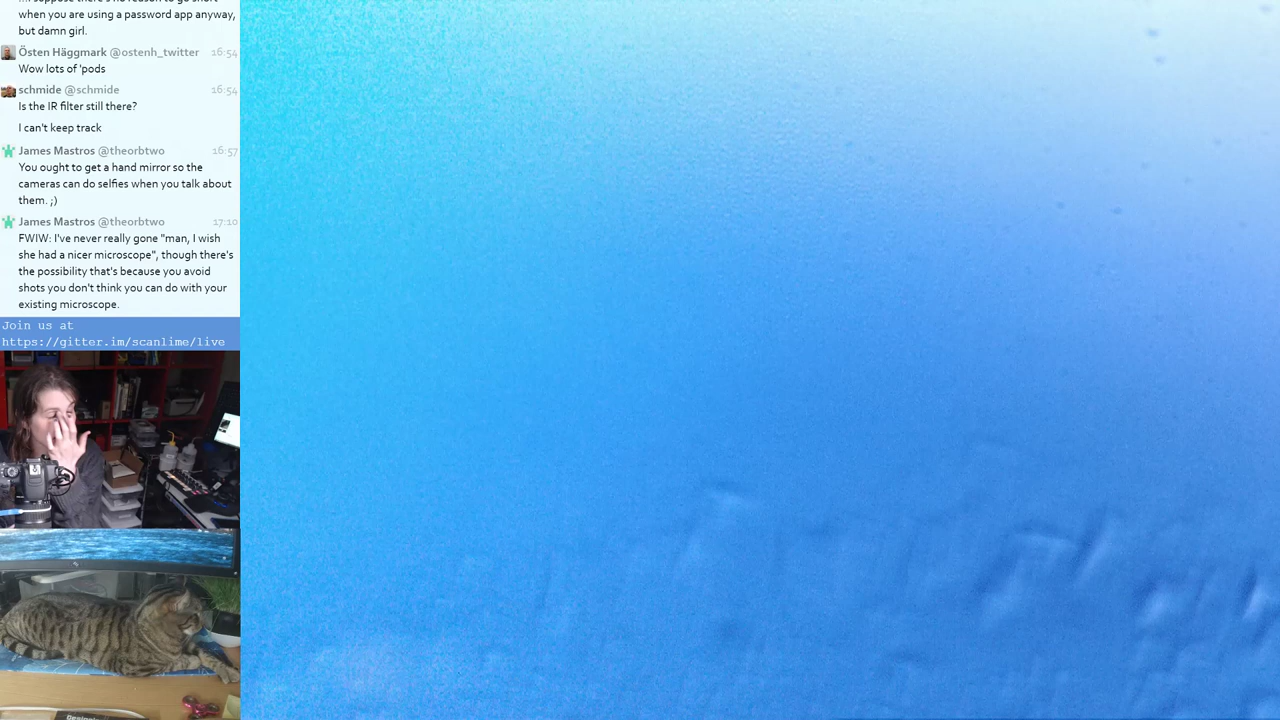 when you are using a password app anyway,
but damn girl.
Östen Häggmark @ostenh_twitter 16:54
Wow lots of 'pods
schmide @schmide 16:54
Is the IR filter still there?
I can't keep track
James Mastros @theorbtwo 16:57
You ought to get a hand mirror so the
cameras can do selfies when you talk about
them. ;)
James Mastros @theorbtwo 17:10
FWIW: I've never really gone "man, I wish
she had a nicer microscope", though there's
the possibility that's because you avoid
shots you don't think you can do with your
existing microscope.
Join us at
https://gitter.im/scanlime/live